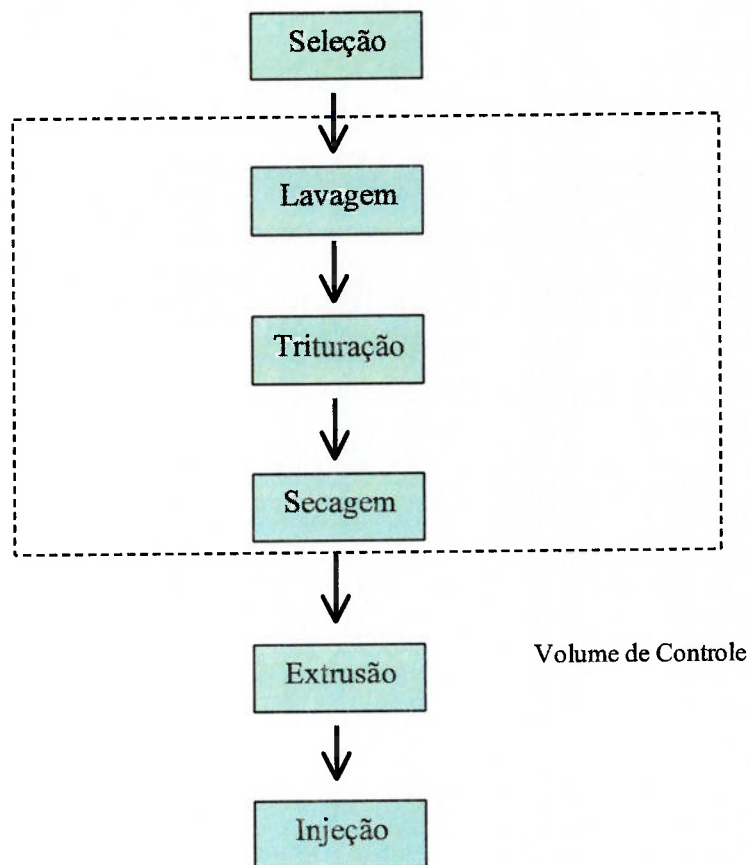 Seleção
Lavagem
Trituração
Secagem
Extrusão
Volume de Controle
Injeção